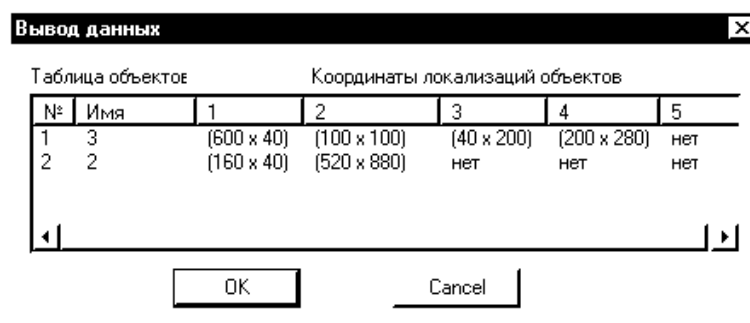 Вывод данных
Таблица объектов Координаты локализаций объектов
№ Имя 1 2 3 4 5
1 3 (600 x 40) (100 x 100) (40 x 200) (200 x 280) нет
2 2 (160 x 40) (520 x 880) нет нет нет
OK Cancel